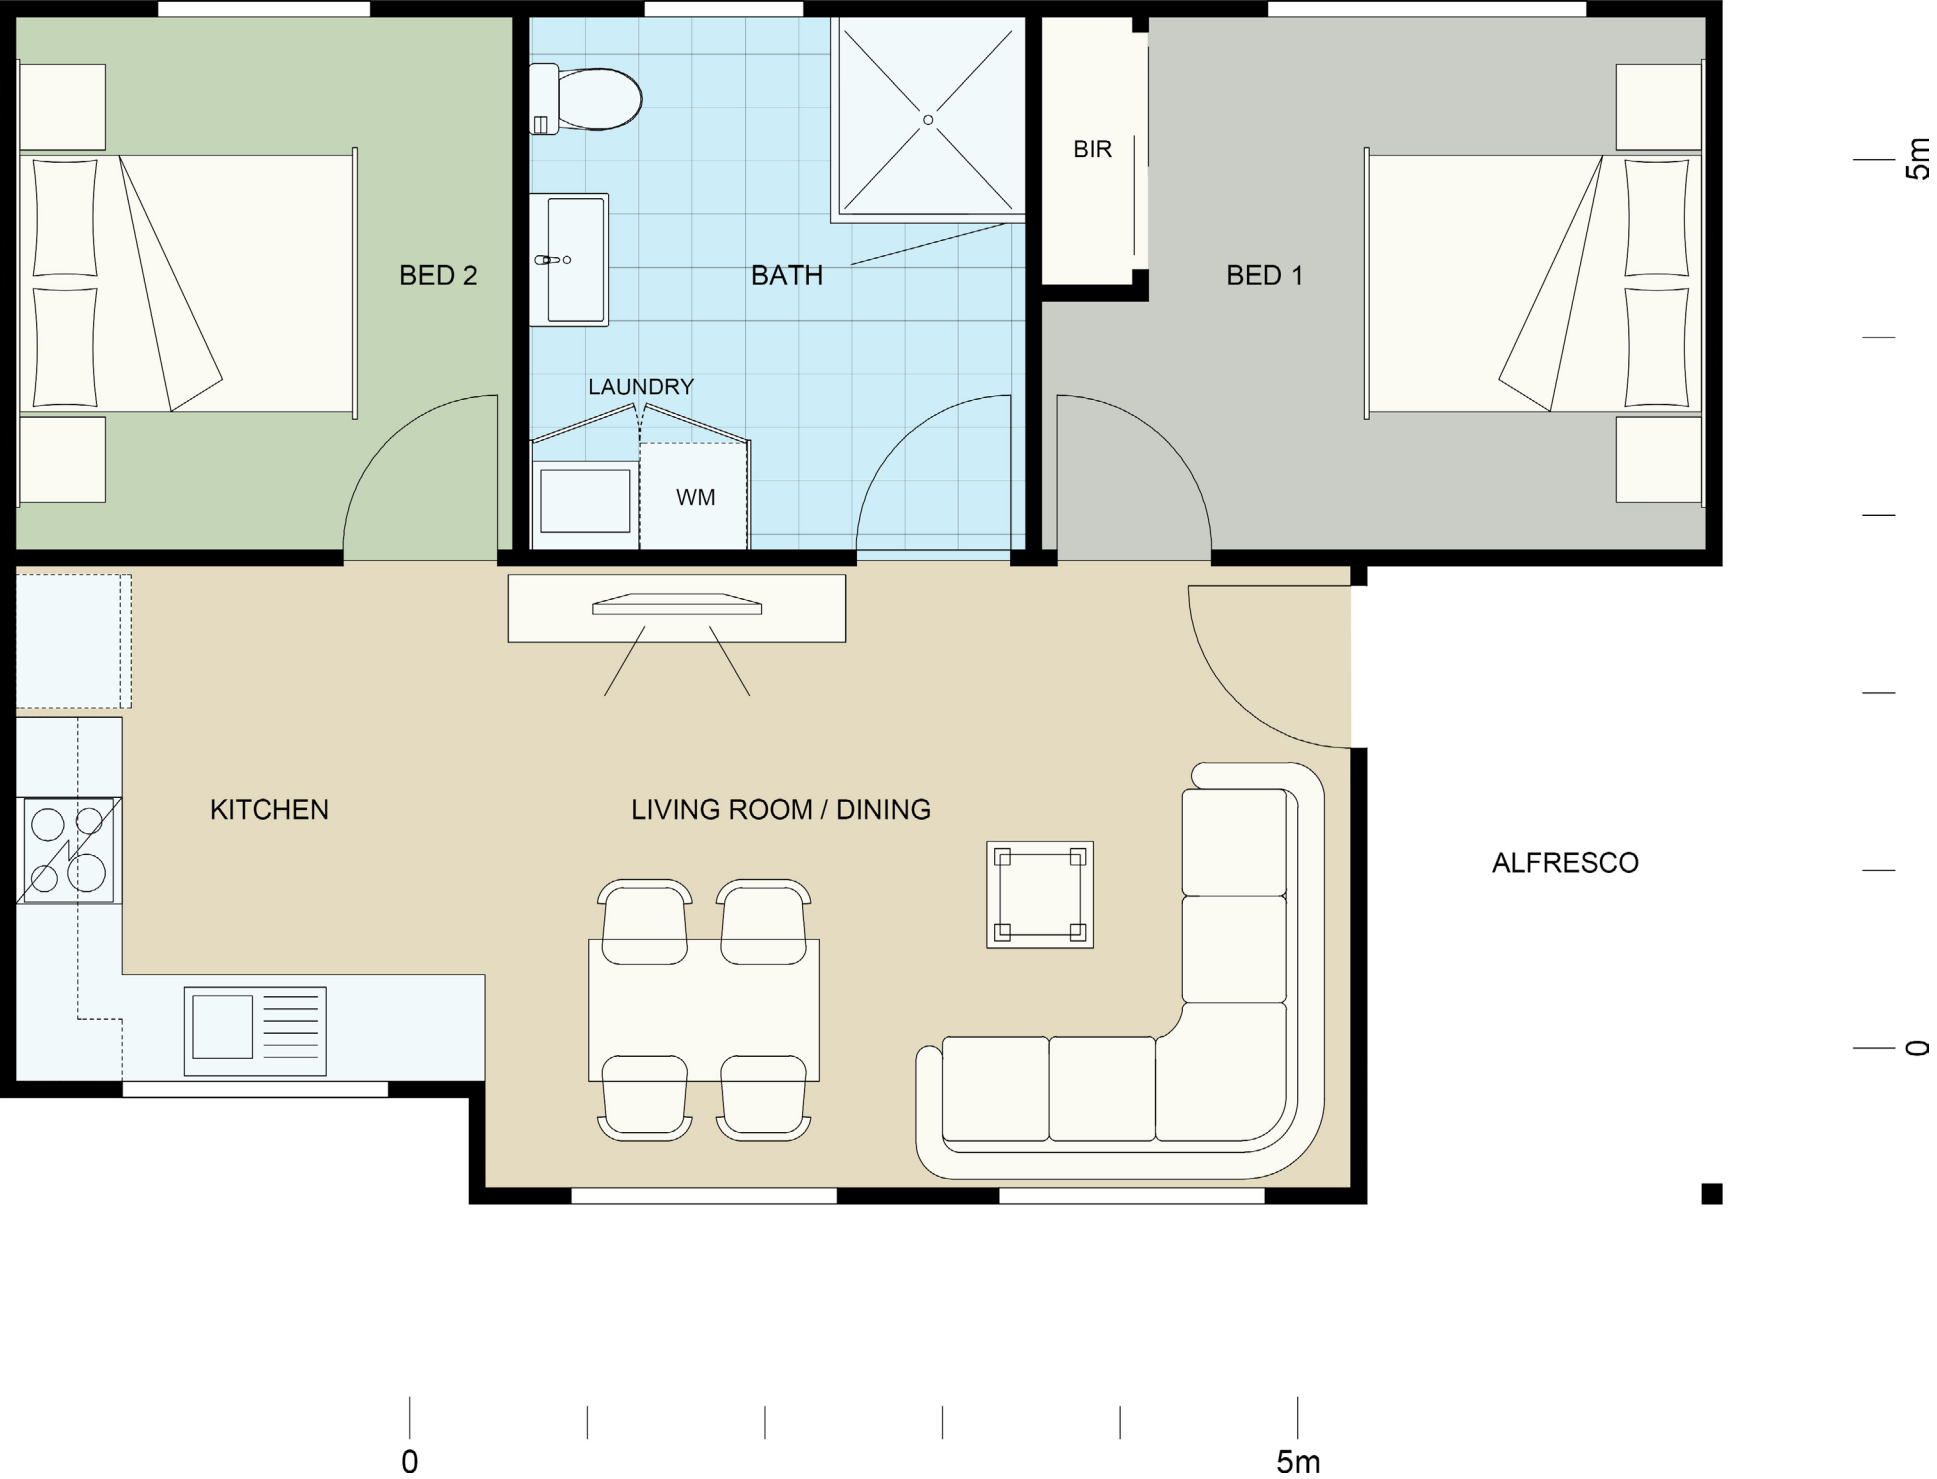 BIR
5m
BED 2
BATH
BED 1
LAUNDRY
WM
KITCHEN
LIVING ROOM / DINING
ALFRESCO
0
0
5m